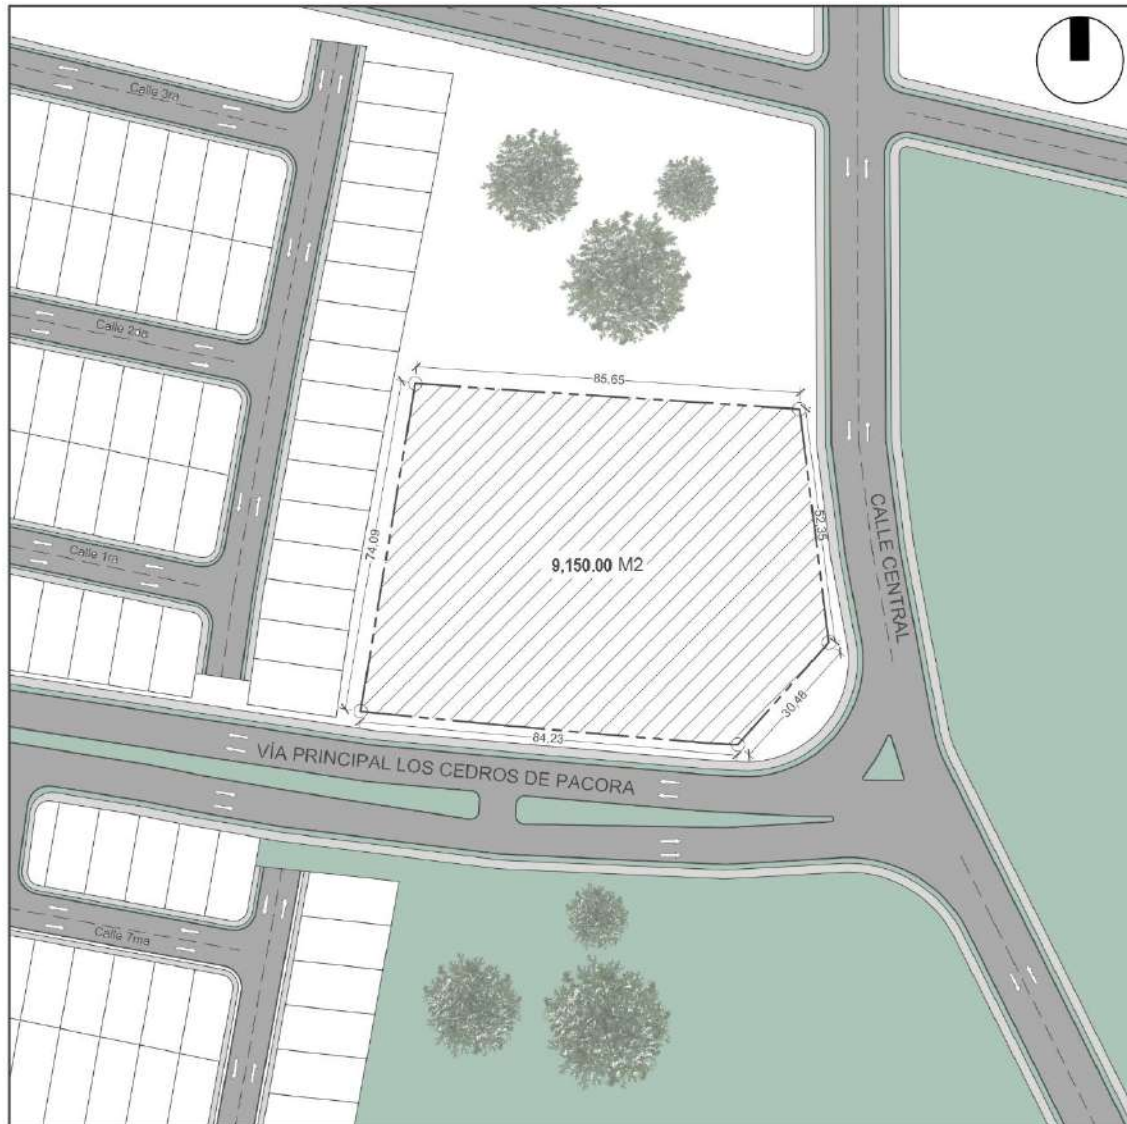 Calle 3ra
Calle 2da
85.65
52.35
CALLE CENTRAL
74.09
9,150.00 M2
Calle 1ra
30.48
84.23
VÍA PRINCIPAL LOS CEDROS DE PACORA
Calle 7ma